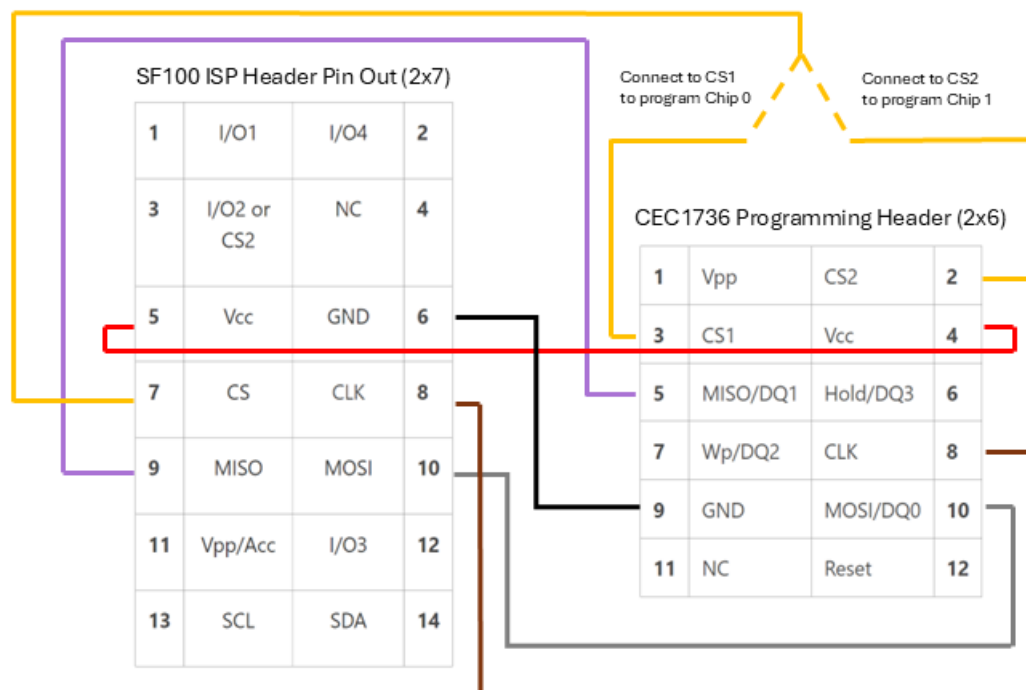 SF100 ISP Header Pin Out (2x7)
1 I/O1 I/O4 2
3 I/O2 or NC 4
CS2
5 Vcc GND 6
7 CS CLK 8
9 MISO MOSI 10
11 Vpp/Acc I/O3 12
13 SCL SDA 14
Connect to CS1
to program Chip 0
Connect to CS2
to program Chip 1
CEC1736 Programming Header (2x6)
1 Vpp CS2 2
3 CS1 Vcc 4
5 MISO/DQ1 Hold/DQ3 6
7 Wp/DQ2 CLK 8
9 GND MOSI/DQ0 10
11 NC Reset 12